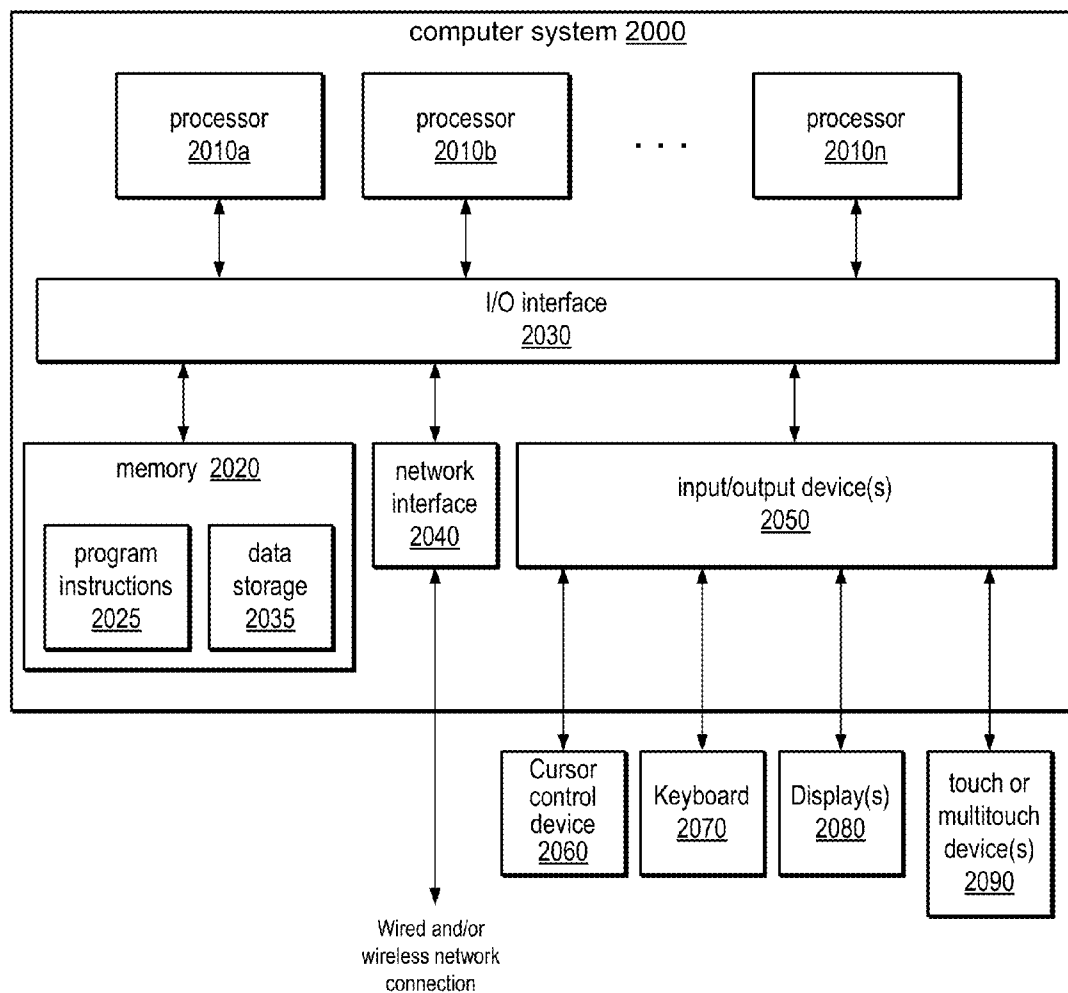 computer system 2000
processor
2010a
processor
2010b
. . .
processor
2010n
I/O interface
2030
memory 2020
program
instructions
2025
data
storage
2035
network
interface
2040
input/output device(s)
2050
Cursor
control
device
2060
Keyboard
2070
Display(s)
2080
touch or
multitouch
device(s)
2090
Wired and/or
wireless network
connection